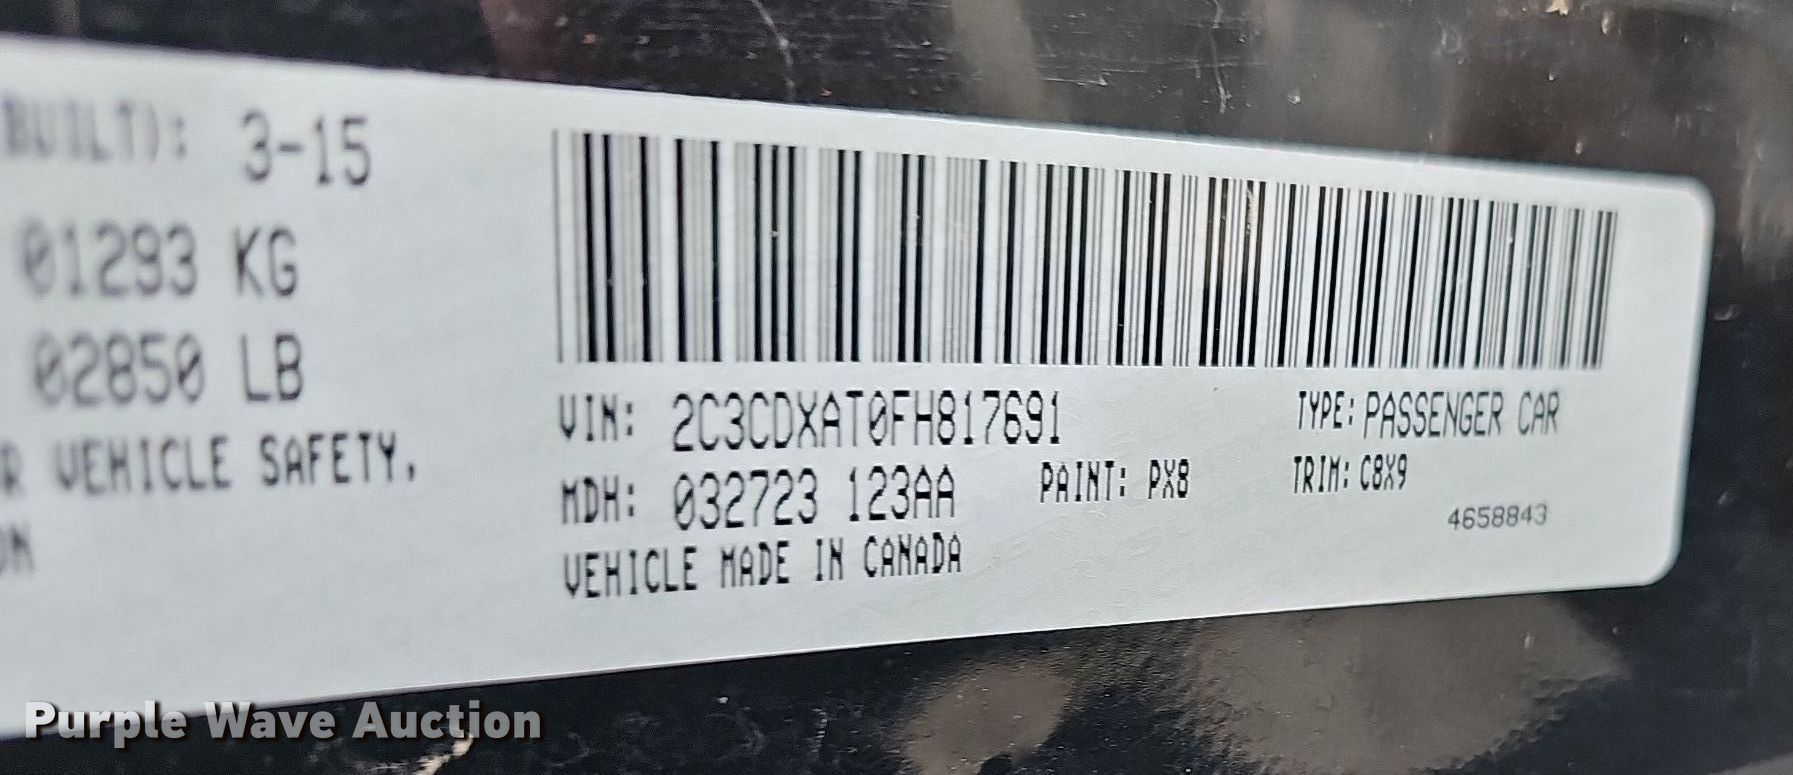 BUILT): 3-15
01293 KG
02850 LB
R VEHICLE SAFETY,
ON
VIN: 2C3CDXAT0FH817691
TYPE: PASSENGER CAR
MDH: 032723 123AA
PAINT: PX8
TRIM: C8X9
4658843
VEHICLE MADE IN CANADA
Purple Wave Auction